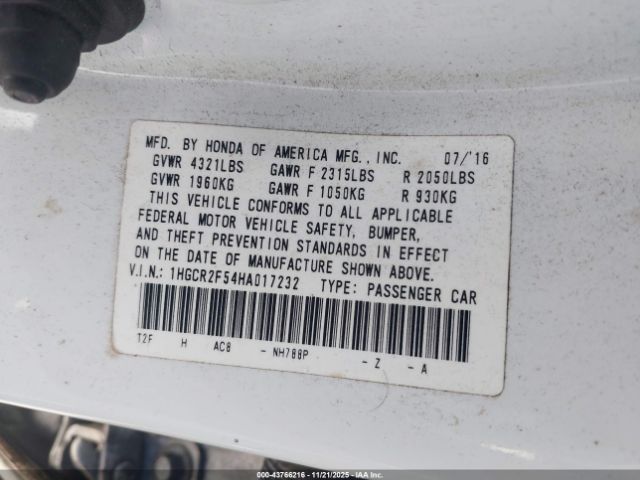 MFD. BY HONDA OF AMERICA MFG., INC. 07/'16
GVWR 4321LBS GAWR F 2315LBS R 2050LBS
GVWR 1960KG GAWR F 1050KG R 930KG
THIS VEHICLE CONFORMS TO ALL APPLICABLE
FEDERAL MOTOR VEHICLE SAFETY, BUMPER,
AND THEFT PREVENTION STANDARDS IN EFFECT
ON THE DATE OF MANUFACTURE SHOWN ABOVE.
V.I.N.: 1HGCR2F54HA017232 TYPE: PASSENGER CAR
T2F H AC8 - NH788P - Z - A
000-43766216 - 11/21/2025 - IAAI.COM